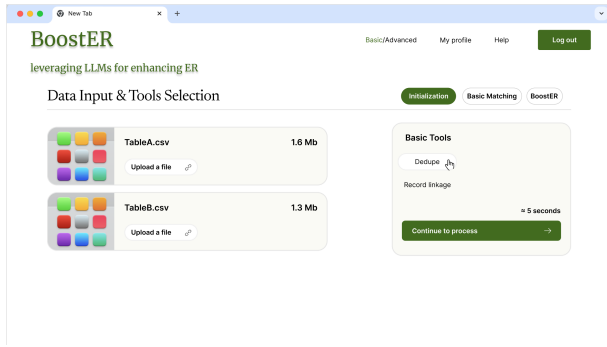 New Tab
BoostER
Basic/Advanced My profile Help Log out
leveraging LLMs for enhancing ER
Data Input & Tools Selection
Initialization Basic Matching BoostER
TableA.csv 1.6 Mb
Upload a file
TableB.csv 1.3 Mb
Upload a file
Basic Tools
Dedupe
Record linkage
≈ 5 seconds
Continue to process